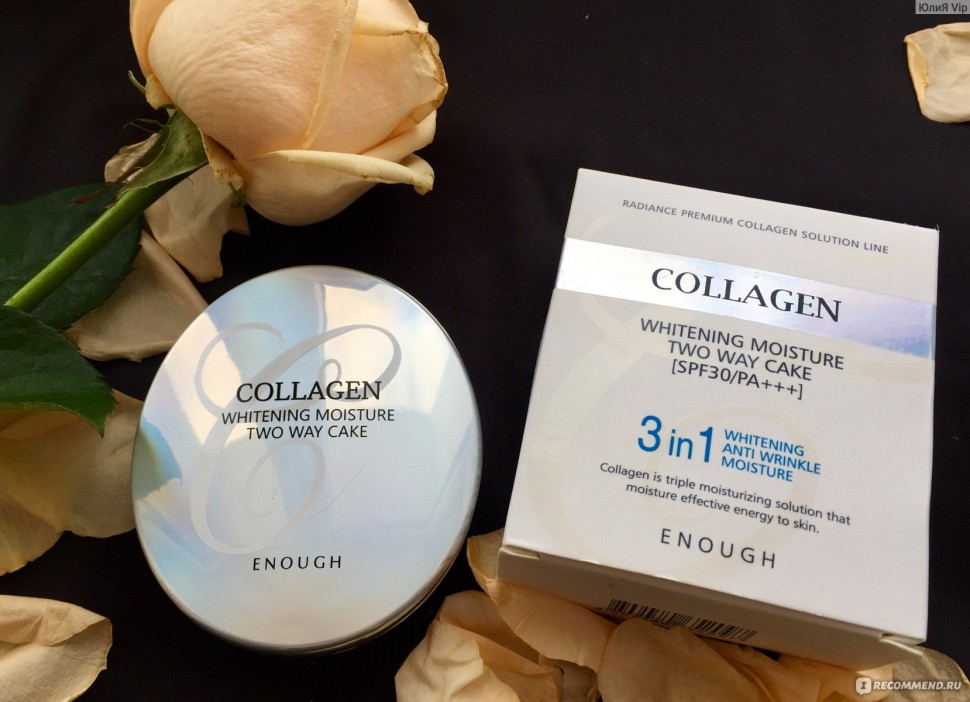 ЮлиЯ Vip
COLLAGEN
WHITENING MOISTURE
TWO WAY CAKE
ENOUGH
RADIANCE PREMIUM COLLAGEN SOLUTION LINE
COLLAGEN
WHITENING MOISTURE
TWO WAY CAKE
[SPF30/PA+++]
3 in 1
WHITENING
ANTI WRINKLE
MOISTURE
Collagen is triple moisturizing solution that
moisture effective energy to skin.
ENOUGH
IRECOMMEND.RU